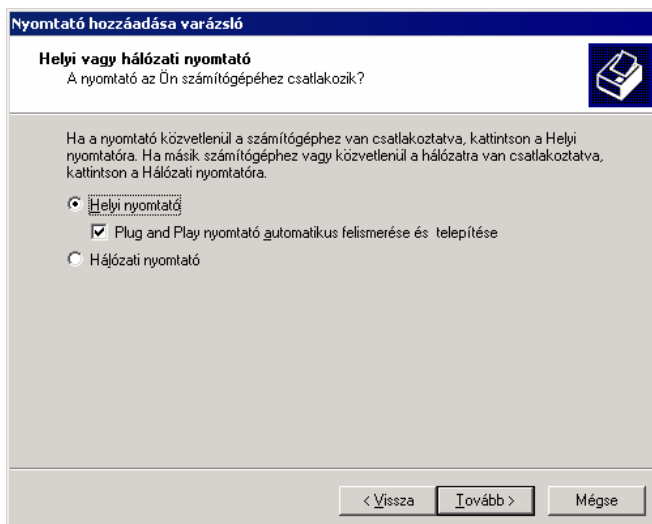 Nyomtató hozzáadása varázsló
Helyi vagy hálózati nyomtató
A nyomtató az Ön számítógépéhez csatlakozik?
Ha a nyomtató közvetlenül a számítógéphez van csatlakoztatva, kattintson a Helyi
nyomtatóra. Ha másik számítógéphez vagy közvetlenül a hálózatra van csatlakoztatva,
kattintson a Hálózati nyomtatóra.
Helyi nyomtató
Plug and Play nyomtató automatikus felismerése és telepítése
Hálózati nyomtató
< Vissza
Tovább >
Mégse